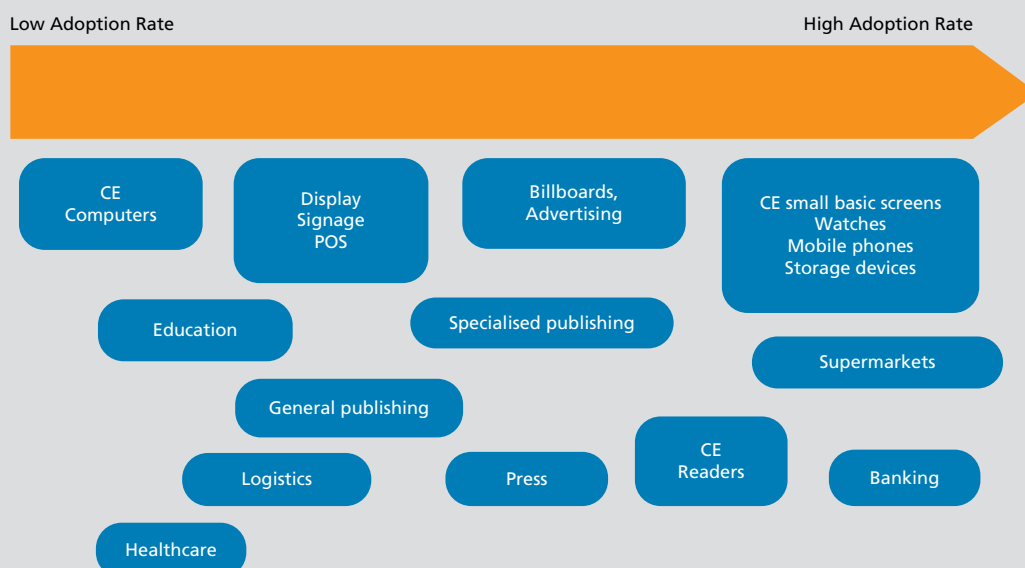 Low Adoption Rate
High Adoption Rate
CE
Computers
Display
Signage
POS
Billboards,
Advertising
CE small basic screens
Watches
Mobile phones
Storage devices
Education
Specialised publishing
Supermarkets
General publishing
CE
Readers
Logistics
Press
Banking
Healthcare